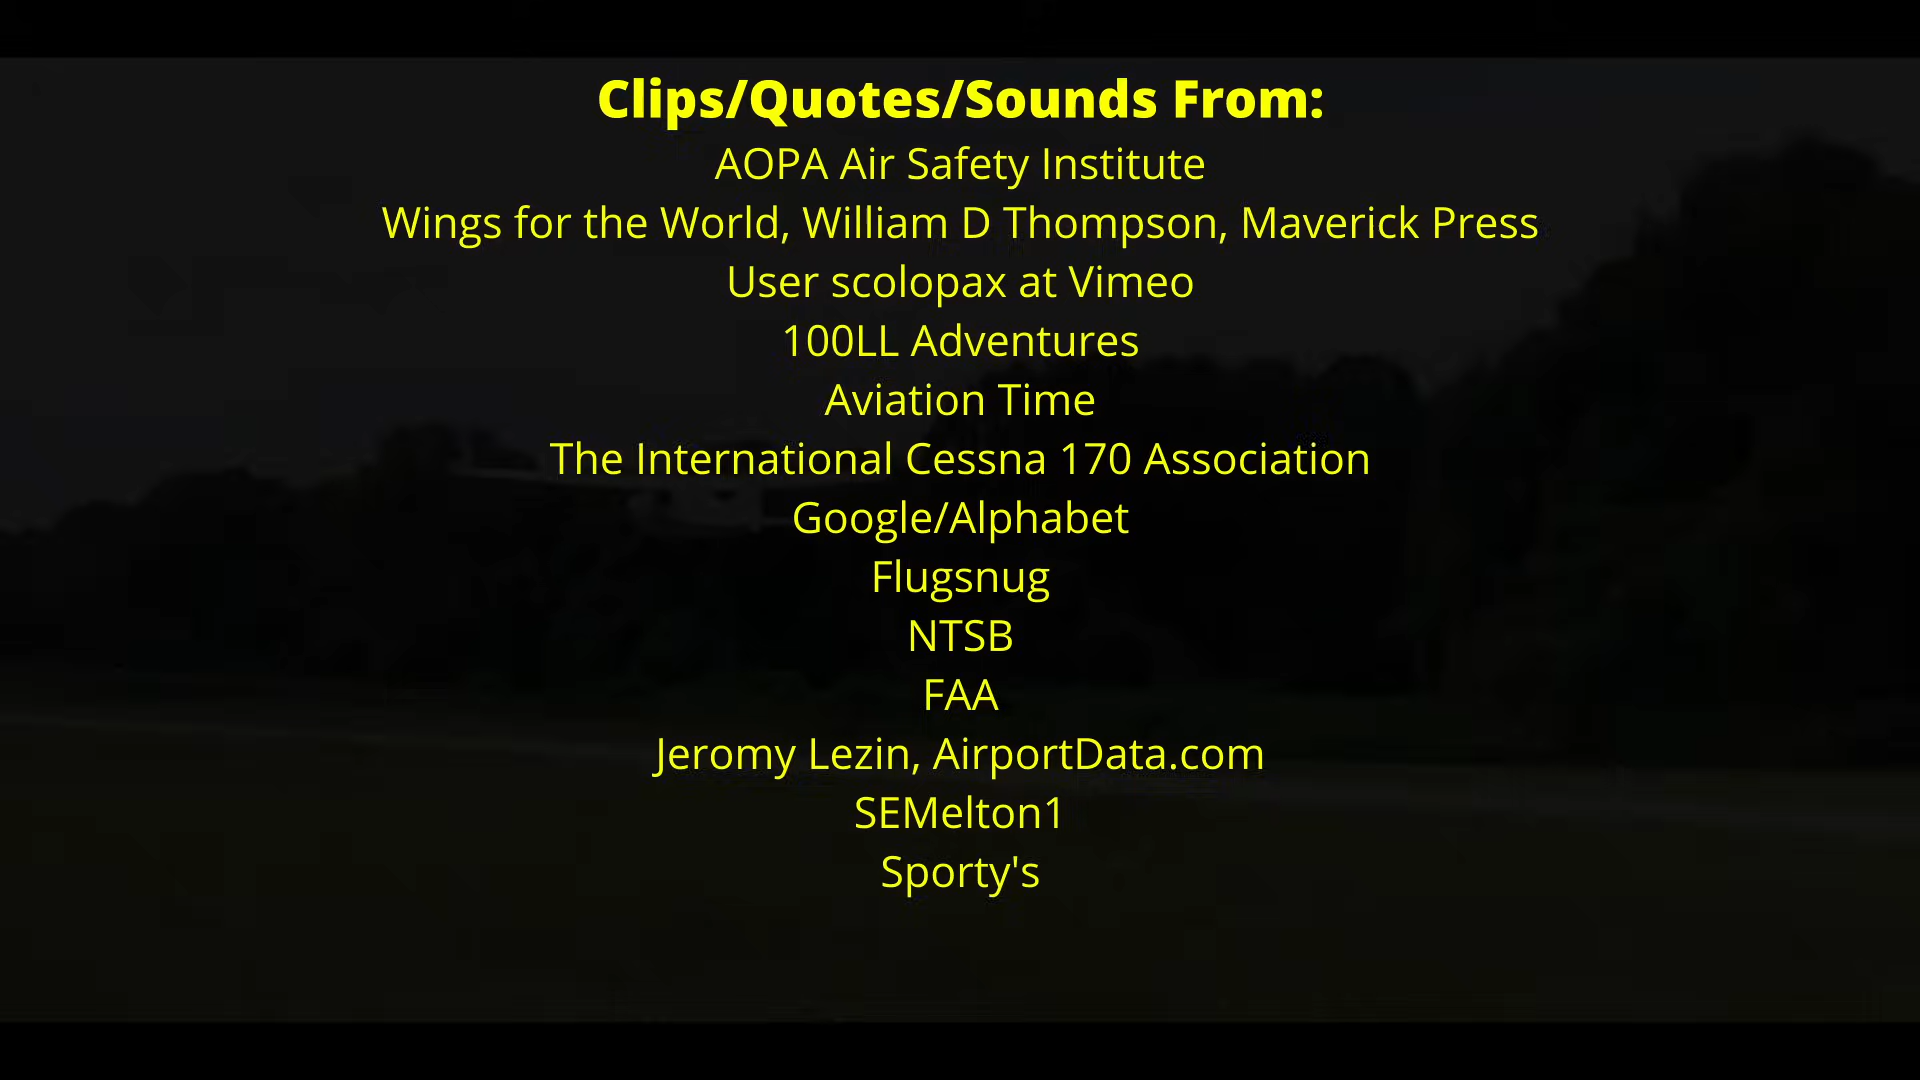 Clips/Quotes/Sounds From:
AOPA Air Safety Institute
Wings for the World, William D Thompson, Maverick Press
User scolopax at Vimeo
100LL Adventures
Aviation Time
The International Cessna 170 Association
Google/Alphabet
Flugsnug
NTSB
FAA
Jeromy Lezin, AirportData.com
SEMelton1
Sporty's